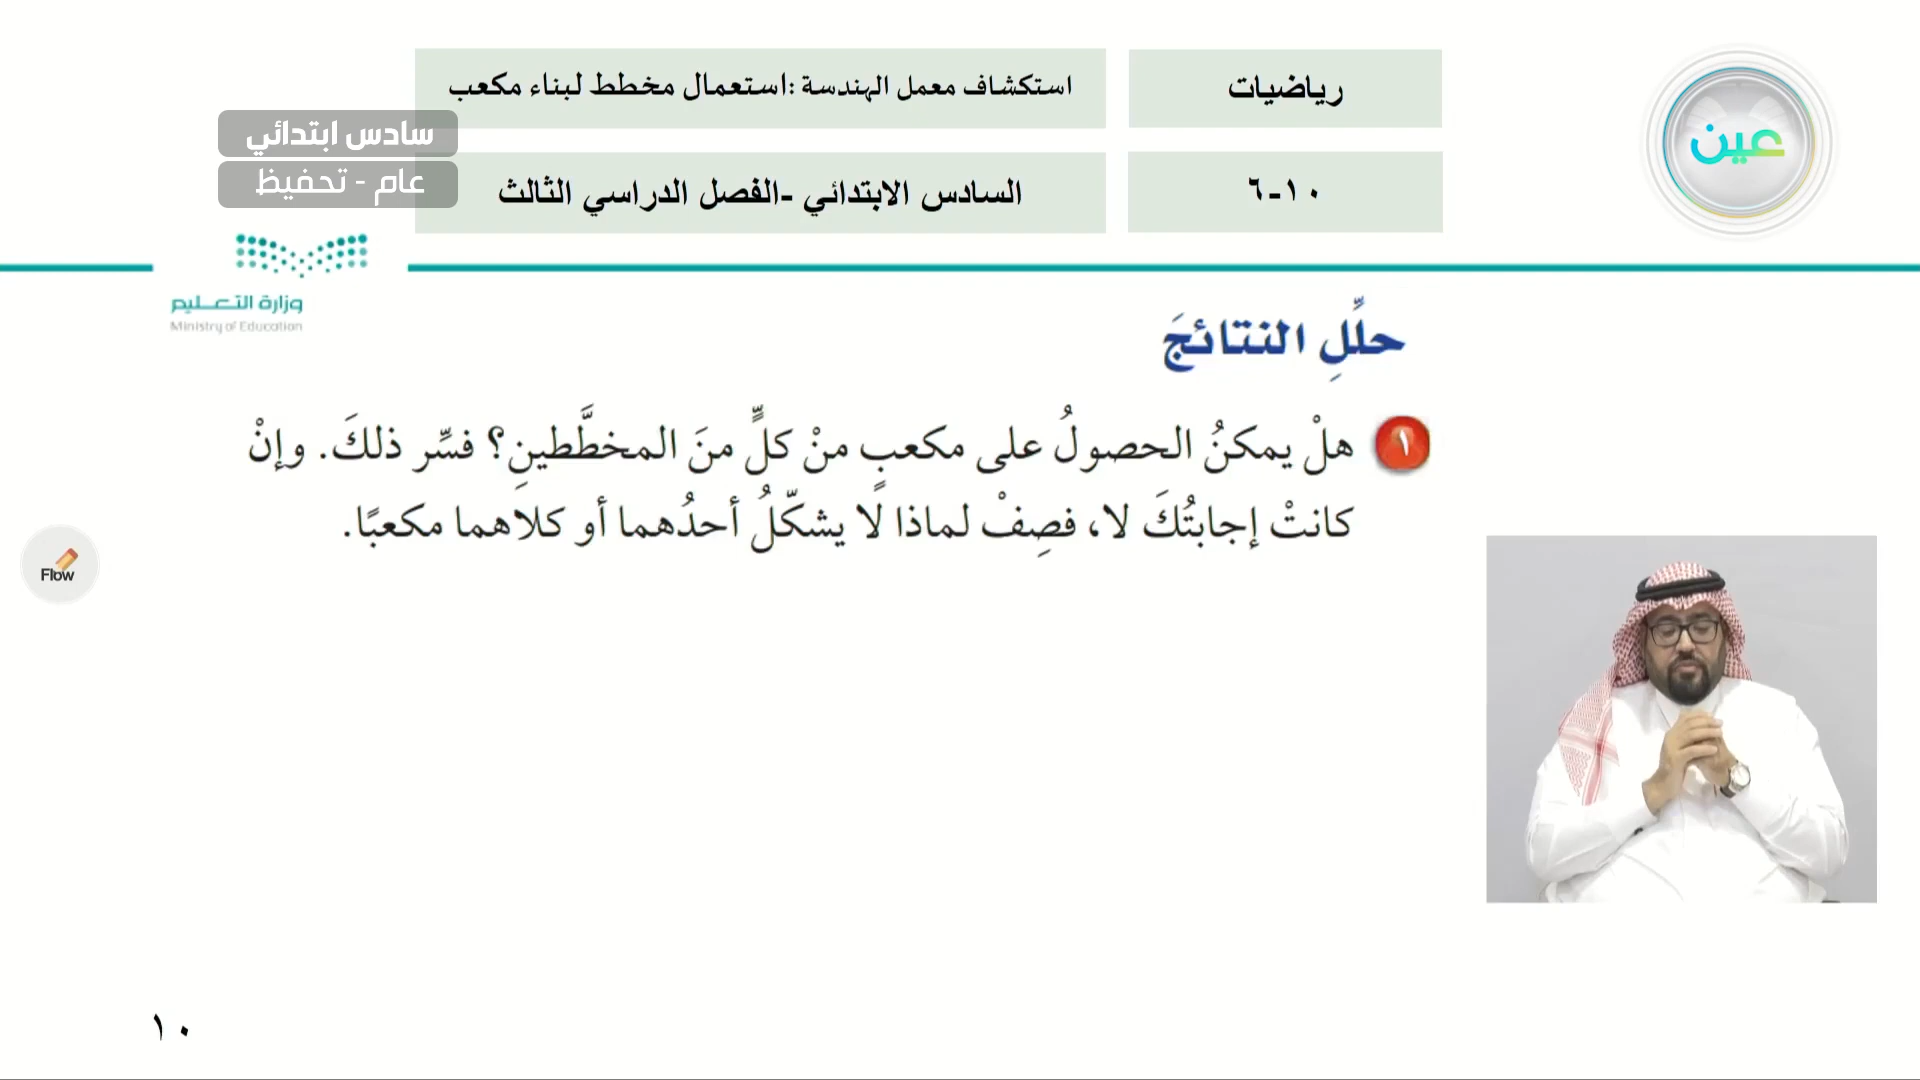 رياضيات
استكشاف معمل الهندسة :استعمال مخطط لبناء مكعب
٦-١٠
السادس الابتدائي -الفصل الدراسي الثالث
سادس ابتدائي
عام - تحفيظ
عين
وزارة التعليم
Ministry of Education
حلِّلِ النتائجَ
١ هلْ يمكنُ الحصولُ على مكعبٍ منْ كلٍّ منَ المخطَّطينِ؟ فسِّر ذلكَ. وإنْ
كانتْ إجابتُكَ لا، فصِفْ لماذا لا يشكّلُ أحدُهما أو كلاهما مكعبًا.
Flow
١٠